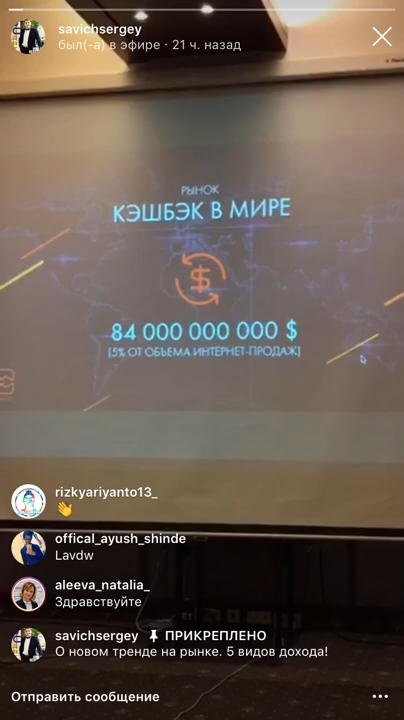 savichsergey
был(-а) в эфире · 21 ч. назад
РЫНОК
КЭШБЭК В МИРЕ
$
84 000 000 000 $
(5% ОТ ОБЪЕМА ИНТЕРНЕТ-ПРОДАЖ)
rizkyariyanto13_
👋
offical_ayush_shinde
Lavdw
aleeva_natalia_
Здравствуйте
savichsergey ПРИКРЕПЛЕНО
О новом тренде на рынке. 5 видов дохода!
Отправить сообщение